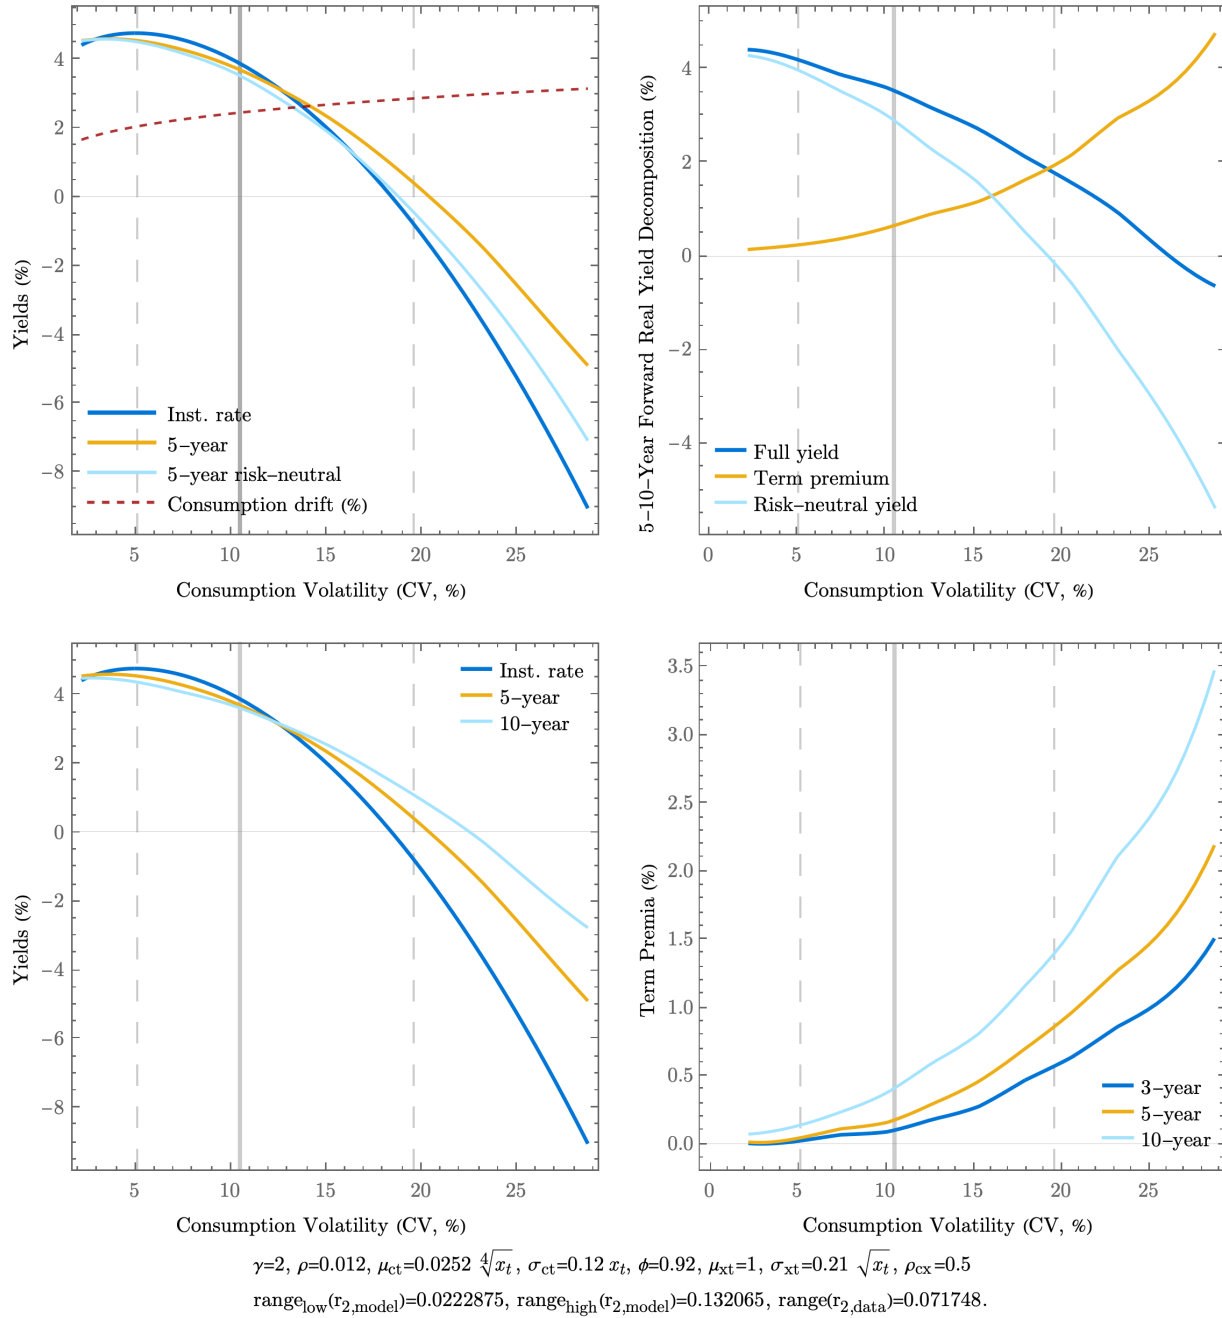 4
2
0
−2
−4
−6
−8
Yields (%)
Inst. rate
5−year
5−year risk−neutral
Consumption drift (%)
5
10
15
20
25
Consumption Volatility (CV, %)
4
2
0
−2
−4
5−10−Year Forward Real Yield Decomposition (%)
Full yield
Term premium
Risk−neutral yield
0
5
10
15
20
25
Consumption Volatility (CV, %)
4
2
0
−2
−4
−6
−8
Yields (%)
Inst. rate
5−year
10−year
5
10
15
20
25
Consumption Volatility (CV, %)
3.5
3.0
2.5
2.0
1.5
1.0
0.5
0.0
Term Premia (%)
3−year
5−year
10−year
0
5
10
15
20
25
Consumption Volatility (CV, %)
γ=2, ρ=0.012, μct=0.0252 ∜xt, σct=0.12 xt, ϕ=0.92, μxt=1, σxt=0.21 √xt, ρcx=0.5
rangelow(r2,model)=0.0222875, rangehigh(r2,model)=0.132065, range(r2,data)=0.071748.